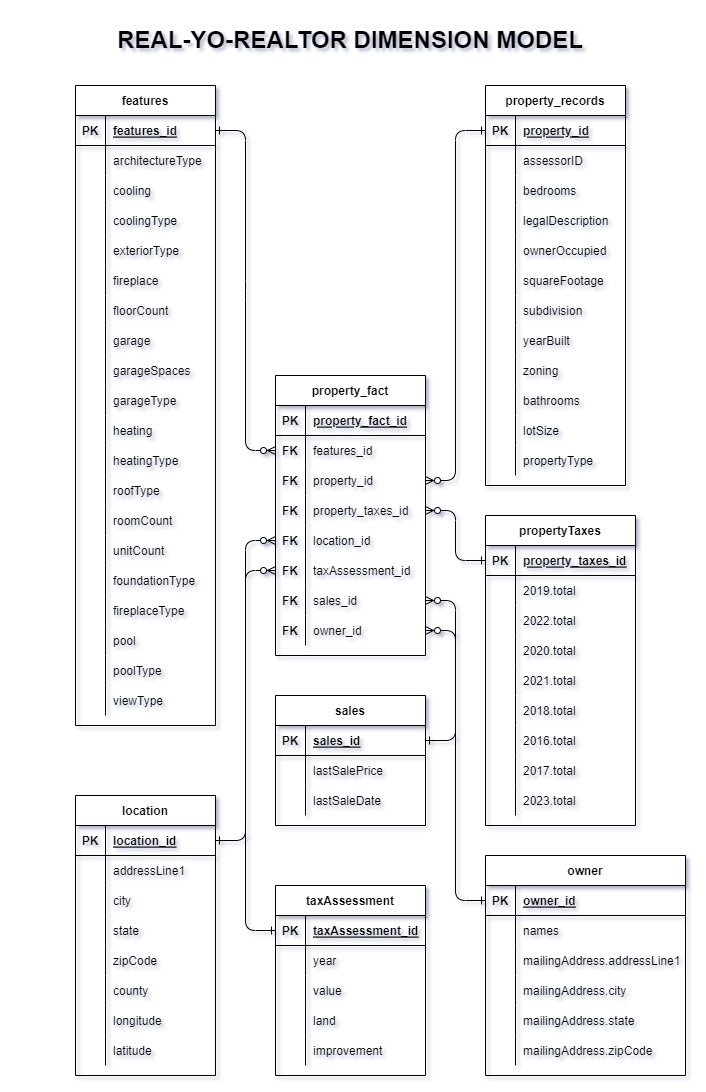 REAL-YO-REALTOR DIMENSION MODEL
features
PK features_id
architectureType
cooling
coolingType
exteriorType
fireplace
floorCount
garage
garageSpaces
garageType
heating
heatingType
roofType
roomCount
unitCount
foundationType
fireplaceType
pool
poolType
viewType
property_records
PK property_id
assessorID
bedrooms
legalDescription
ownerOccupied
squareFootage
subdivision
yearBuilt
zoning
bathrooms
lotSize
propertyType
property_fact
PK property_fact_id
FK features_id
FK property_id
FK property_taxes_id
FK location_id
FK taxAssessment_id
FK sales_id
FK owner_id
propertyTaxes
PK property_taxes_id
2019.total
2022.total
2020.total
2021.total
2018.total
2016.total
2017.total
2023.total
sales
PK sales_id
lastSalePrice
lastSaleDate
location
PK location_id
addressLine1
city
state
zipCode
county
longitude
latitude
taxAssessment
PK taxAssessment_id
year
value
land
improvement
owner
PK owner_id
names
mailingAddress.addressLine1
mailingAddress.city
mailingAddress.state
mailingAddress.zipCode